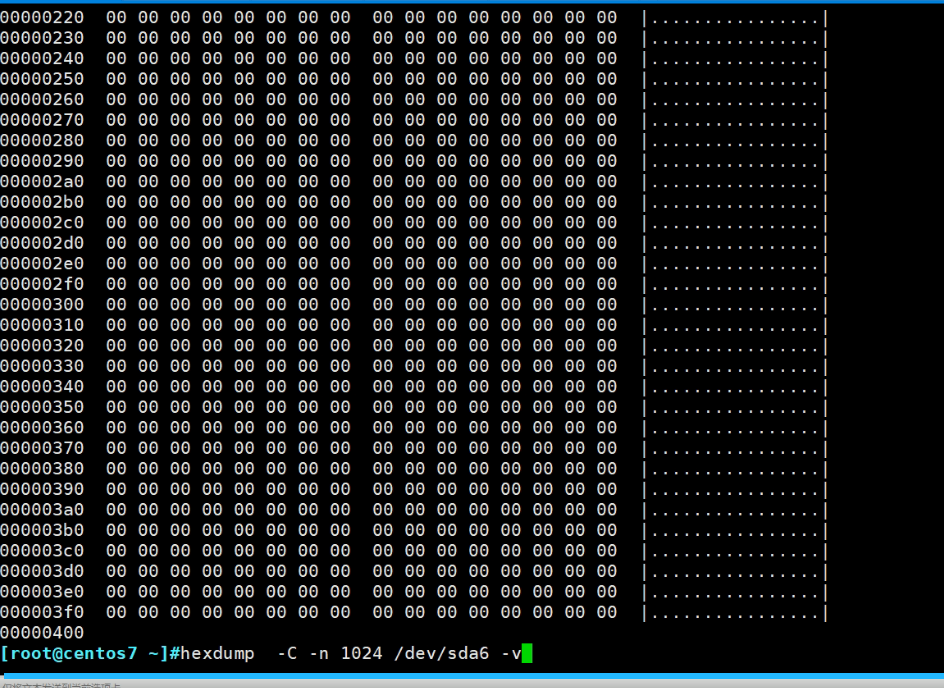 00000220  00 00 00 00 00 00 00 00  00 00 00 00 00 00 00 00  |................|
00000230  00 00 00 00 00 00 00 00  00 00 00 00 00 00 00 00  |................|
00000240  00 00 00 00 00 00 00 00  00 00 00 00 00 00 00 00  |................|
00000250  00 00 00 00 00 00 00 00  00 00 00 00 00 00 00 00  |................|
00000260  00 00 00 00 00 00 00 00  00 00 00 00 00 00 00 00  |................|
00000270  00 00 00 00 00 00 00 00  00 00 00 00 00 00 00 00  |................|
00000280  00 00 00 00 00 00 00 00  00 00 00 00 00 00 00 00  |................|
00000290  00 00 00 00 00 00 00 00  00 00 00 00 00 00 00 00  |................|
000002a0  00 00 00 00 00 00 00 00  00 00 00 00 00 00 00 00  |................|
000002b0  00 00 00 00 00 00 00 00  00 00 00 00 00 00 00 00  |................|
000002c0  00 00 00 00 00 00 00 00  00 00 00 00 00 00 00 00  |................|
000002d0  00 00 00 00 00 00 00 00  00 00 00 00 00 00 00 00  |................|
000002e0  00 00 00 00 00 00 00 00  00 00 00 00 00 00 00 00  |................|
000002f0  00 00 00 00 00 00 00 00  00 00 00 00 00 00 00 00  |................|
00000300  00 00 00 00 00 00 00 00  00 00 00 00 00 00 00 00  |................|
00000310  00 00 00 00 00 00 00 00  00 00 00 00 00 00 00 00  |................|
00000320  00 00 00 00 00 00 00 00  00 00 00 00 00 00 00 00  |................|
00000330  00 00 00 00 00 00 00 00  00 00 00 00 00 00 00 00  |................|
00000340  00 00 00 00 00 00 00 00  00 00 00 00 00 00 00 00  |................|
00000350  00 00 00 00 00 00 00 00  00 00 00 00 00 00 00 00  |................|
00000360  00 00 00 00 00 00 00 00  00 00 00 00 00 00 00 00  |................|
00000370  00 00 00 00 00 00 00 00  00 00 00 00 00 00 00 00  |................|
00000380  00 00 00 00 00 00 00 00  00 00 00 00 00 00 00 00  |................|
00000390  00 00 00 00 00 00 00 00  00 00 00 00 00 00 00 00  |................|
000003a0  00 00 00 00 00 00 00 00  00 00 00 00 00 00 00 00  |................|
000003b0  00 00 00 00 00 00 00 00  00 00 00 00 00 00 00 00  |................|
000003c0  00 00 00 00 00 00 00 00  00 00 00 00 00 00 00 00  |................|
000003d0  00 00 00 00 00 00 00 00  00 00 00 00 00 00 00 00  |................|
000003e0  00 00 00 00 00 00 00 00  00 00 00 00 00 00 00 00  |................|
000003f0  00 00 00 00 00 00 00 00  00 00 00 00 00 00 00 00  |................|
00000400
[root@centos7 ~]#hexdump  -C -n 1024 /dev/sda6 -v